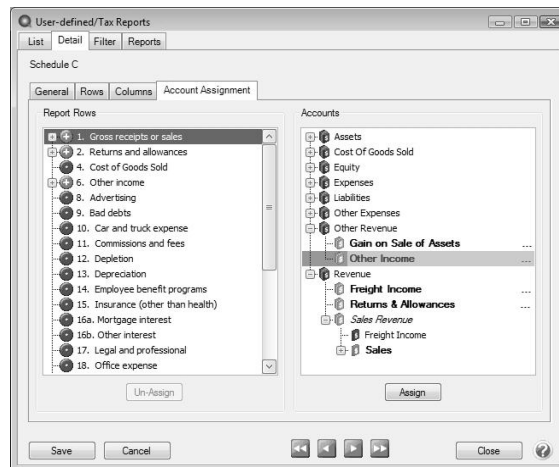 User-defined/Tax Reports
List Detail Filter Reports
Schedule C
General Rows Columns Account Assignment
Report Rows
1. Gross receipts or sales
2. Returns and allowances
4. Cost of Goods Sold
6. Other income
8. Advertising
9. Bad debts
10. Car and truck expense
11. Commissions and fees
12. Depletion
13. Depreciation
14. Employee benefit programs
15. Insurance (other than health)
16a. Mortgage interest
16b. Other interest
17. Legal and professional
18. Office expense
Un-Assign
Accounts
Assets
Cost Of Goods Sold
Equity
Expenses
Liabilities
Other Expenses
Other Revenue
Gain on Sale of Assets ...
Other Income ...
Revenue
Freight Income ...
Returns & Allowances ...
Sales Revenue
Freight Income
Sales
Assign
Save Cancel Close ?